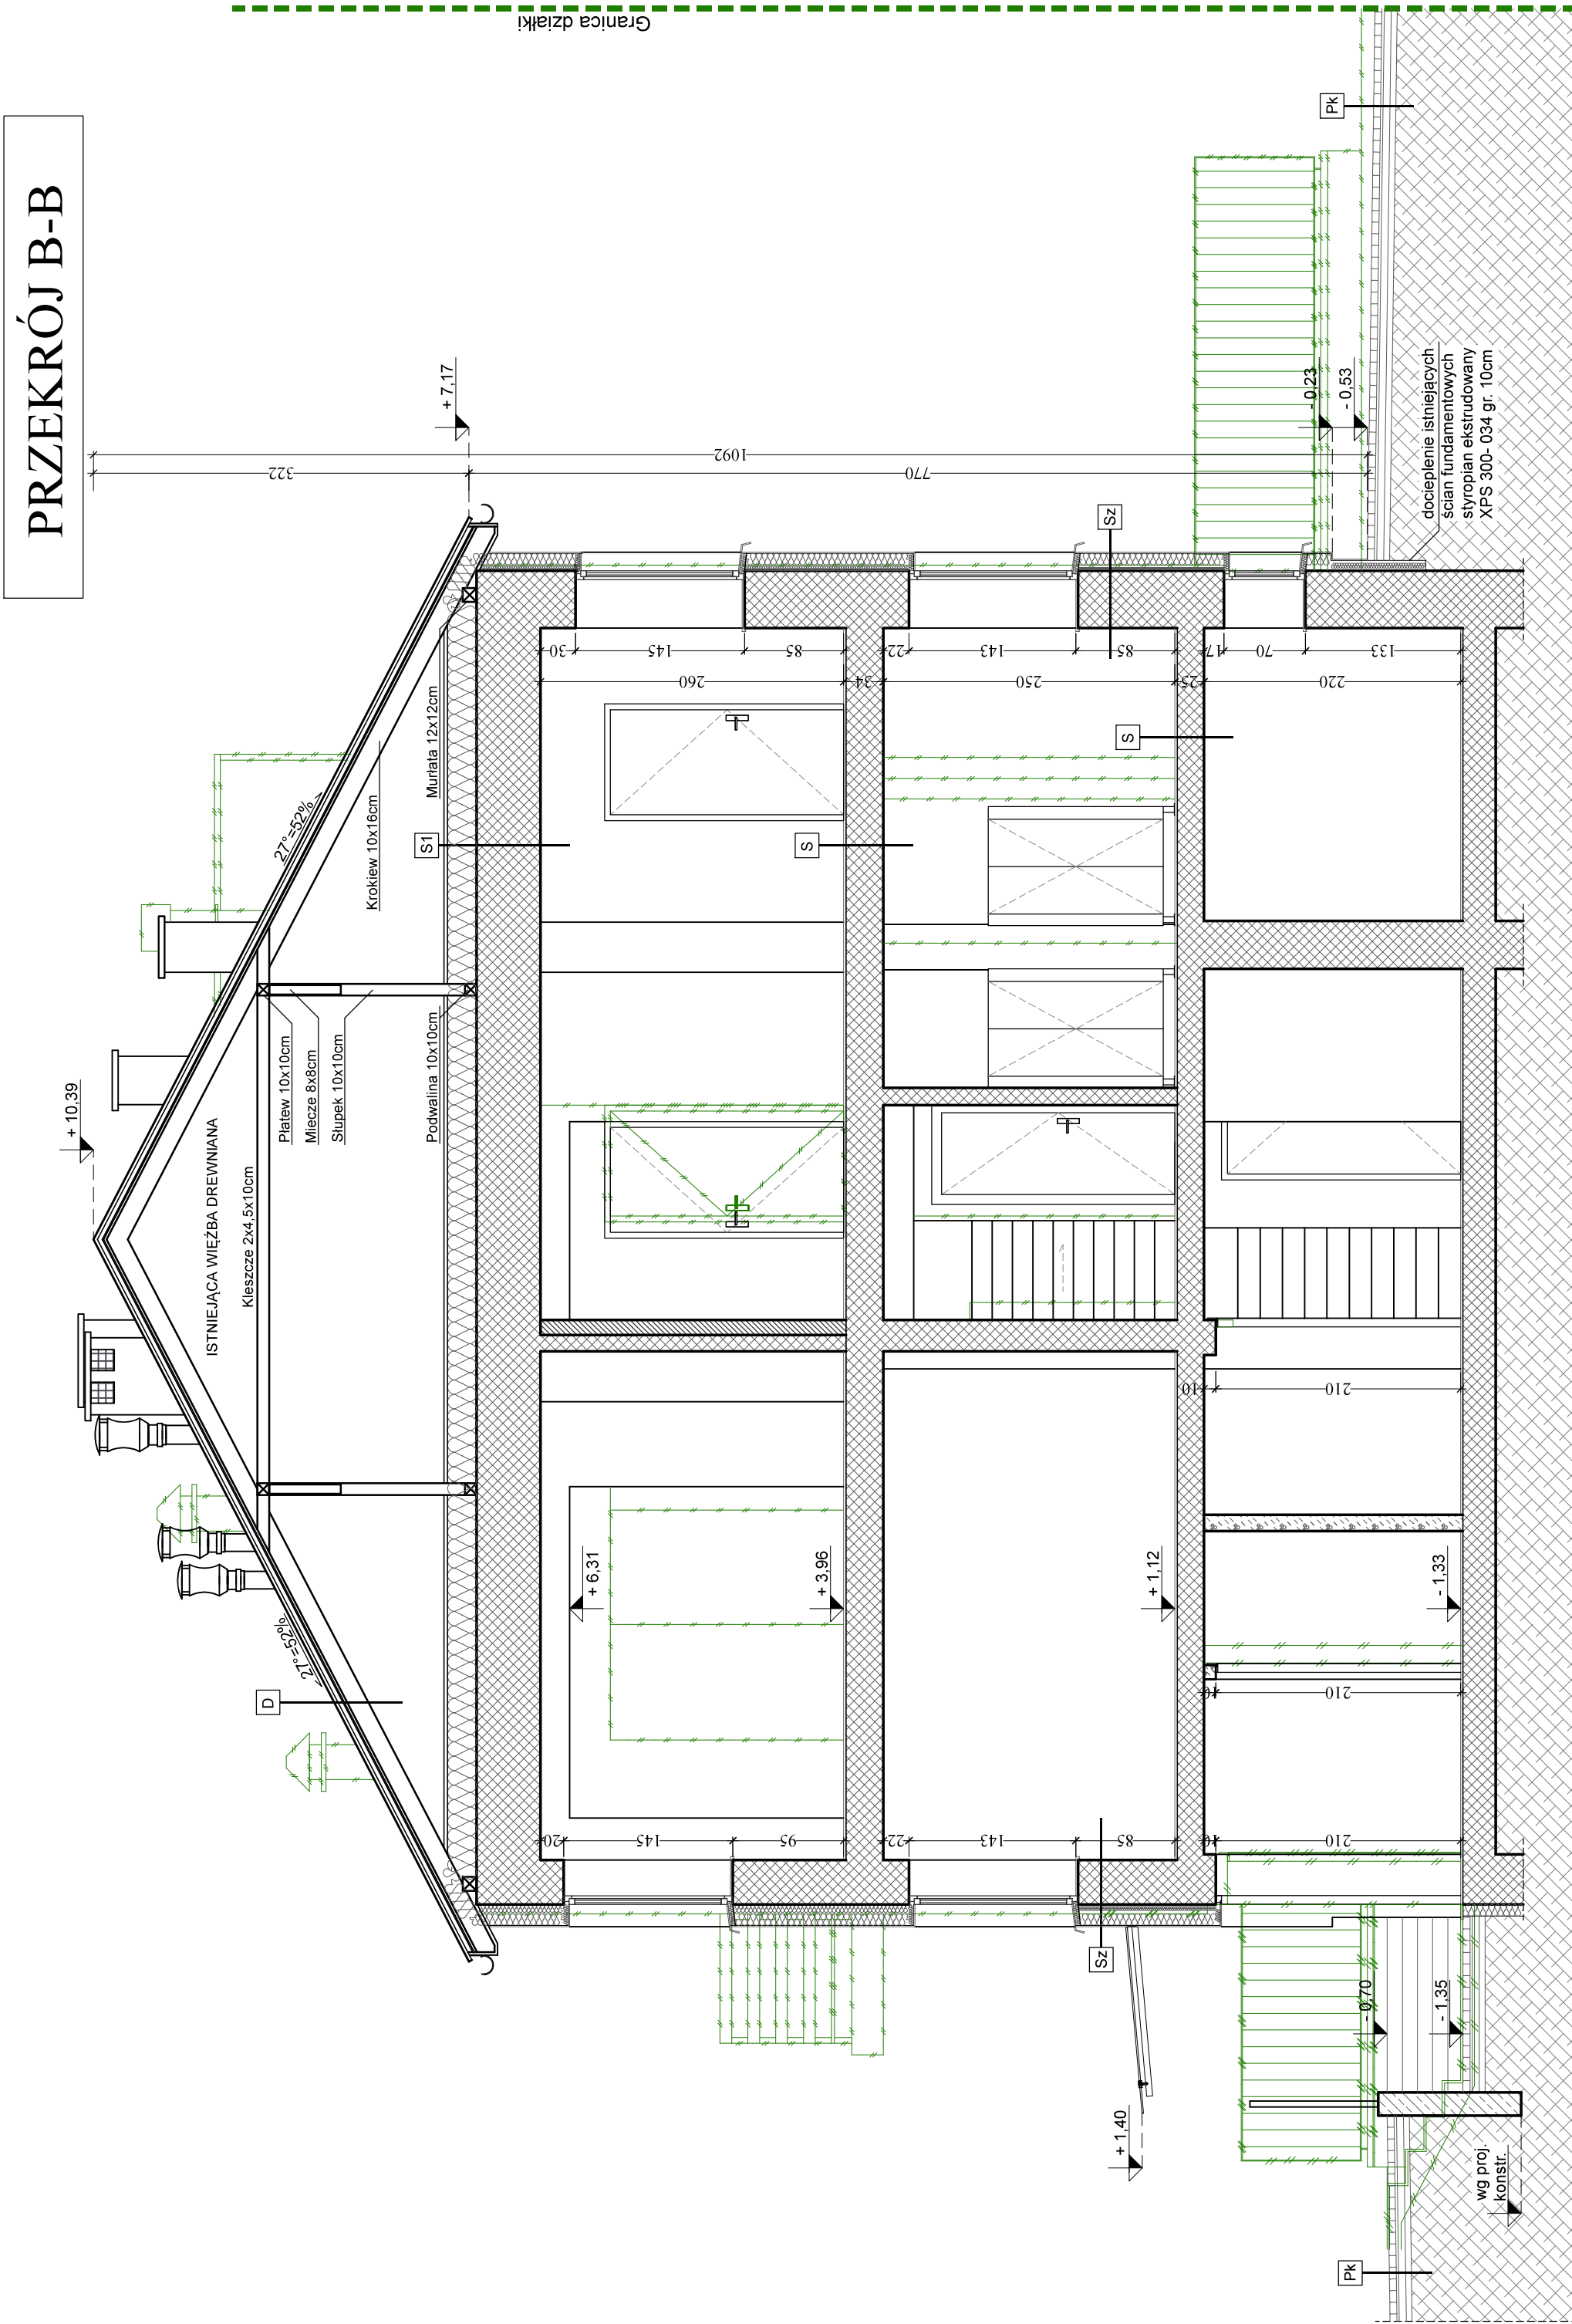 PRZEKRÓJ B-B
Granica działki
+ 10,39
+ 7,17
322
1092
770
27°=52%
27°=52%
ISTNIEJĄCA WIĘŹBA DREWNIANA
Kleszcze 2x4,5x10cm
Płatew 10x10cm
Miecze 8x8cm
Słupek 10x10cm
Podwalina 10x10cm
Krokiew 10x16cm
Murłata 12x12cm
D
S1
S
S
Sz
Sz
Pk
Pk
30
145
85
260
34
22
143
85
250
25
17
70
133
220
20
145
95
22
143
85
10
210
10
210
10
210
+ 6,31
+ 3,96
+ 1,12
- 1,33
- 0,23
- 0,53
- 0,70
- 1,35
+ 1,40
docieplenie istniejących
ścian fundamentowych
styropian ekstrudowany
XPS 300- 034 gr. 10cm
wg proj.
konstr.